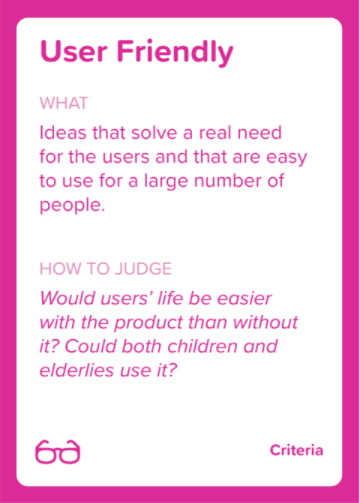 User Friendly
WHAT
Ideas that solve a real need
for the users and that are easy
to use for a large number of
people.
HOW TO JUDGE
Would users' life be easier
with the product than without
it? Could both children and
elderlies use it?
Criteria